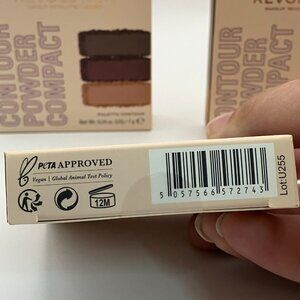 CONTOUR
POWDER
COMPACT
PALETTE CONTOUR
CONTOUR
POWDER
COMPACT
PeTA APPROVED
Vegan | Global Animal Test Policy
12M
5 057566 572743
Lot:U255